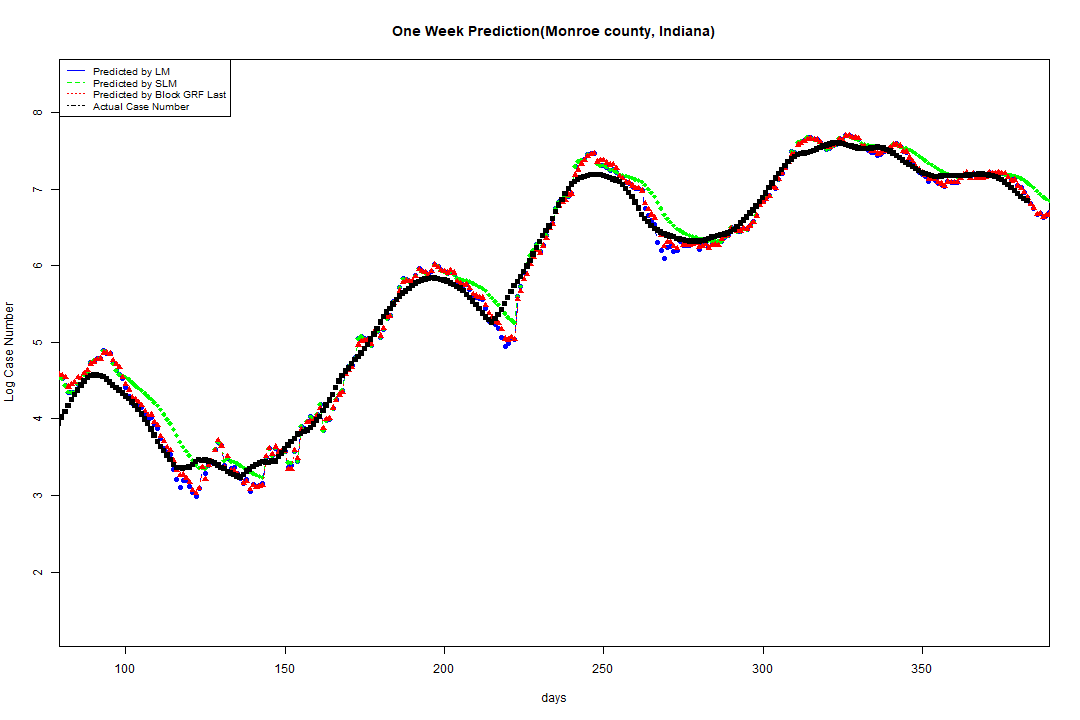 One Week Prediction(Monroe county, Indiana)
Predicted by LM
Predicted by SLM
Predicted by Block GRF Last
Actual Case Number
8
7
6
5
4
3
2
Log Case Number
100 150 200 250 300 350
days